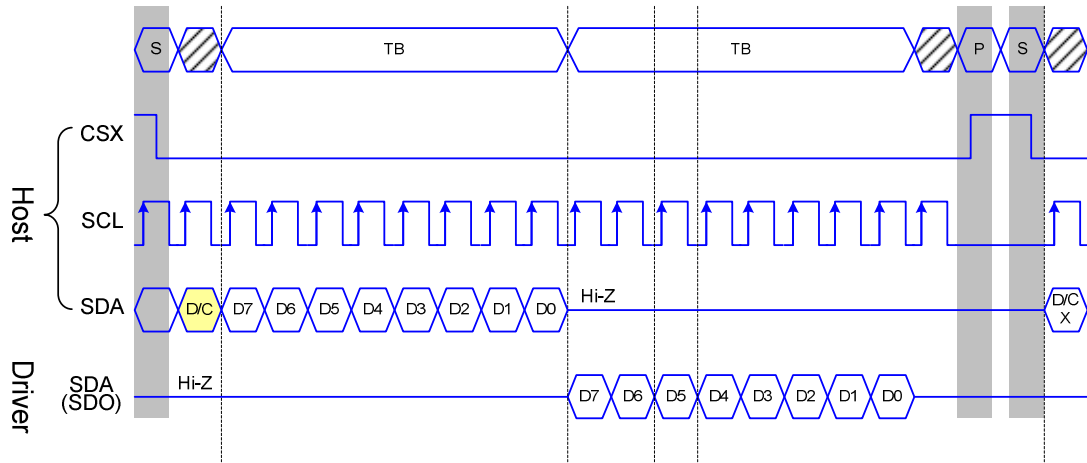 S TB TB P S
CSX
Host
SCL
SDA D/C D7 D6 D5 D4 D3 D2 D1 D0 Hi-Z D/C
X
Driver
SDA Hi-Z
(SDO) D7 D6 D5 D4 D3 D2 D1 D0